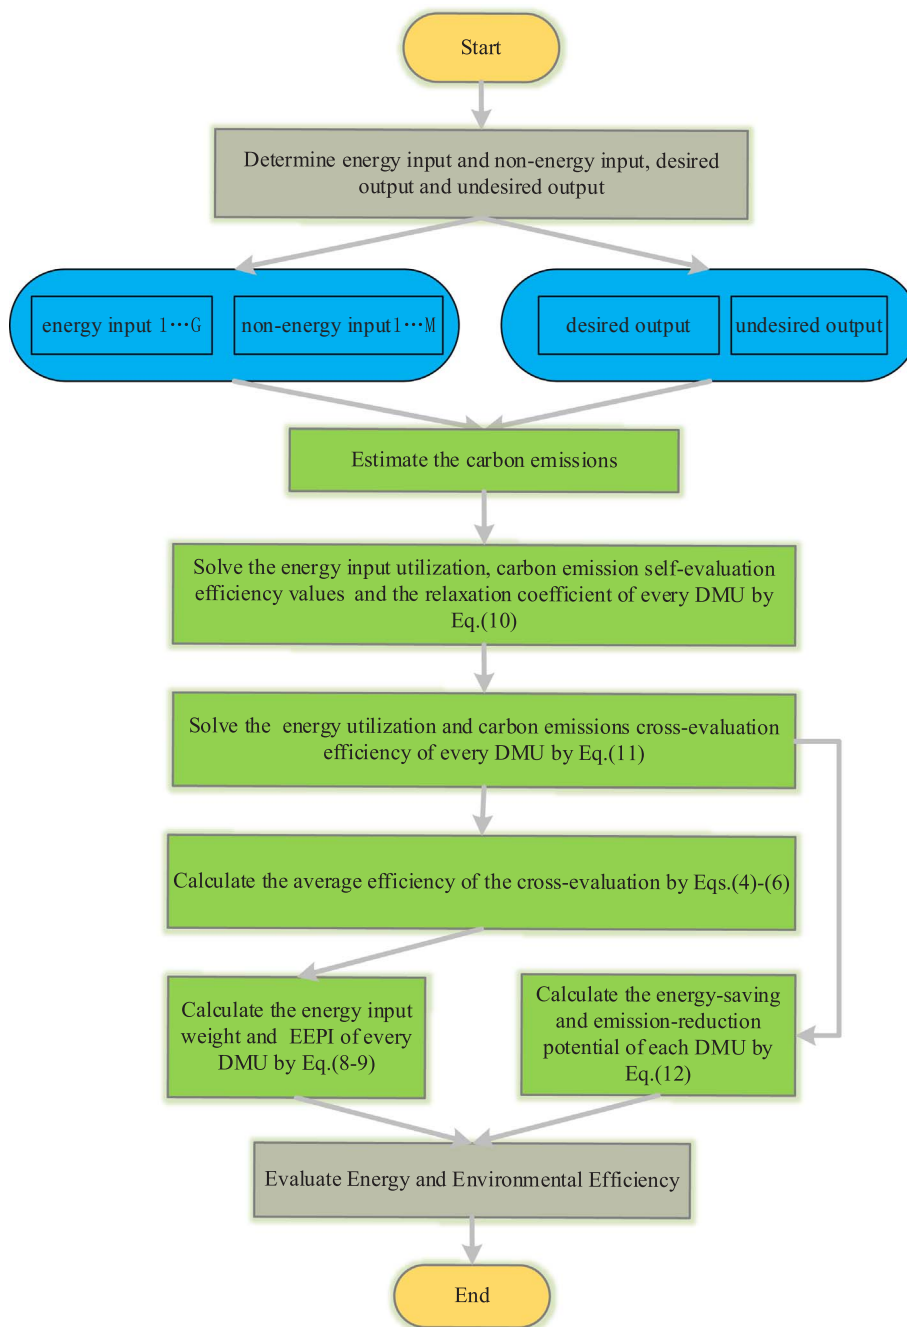 Start
Determine energy input and non-energy input, desired
output and undesired output
energy input 1···G
non-energy input1···M
desired output
undesired output
Estimate the carbon emissions
Solve the energy input utilization, carbon emission self-evaluation
efficiency values and the relaxation coefficient of every DMU by
Eq.(10)
Solve the energy utilization and carbon emissions cross-evaluation
efficiency of every DMU by Eq.(11)
Calculate the average efficiency of the cross-evaluation by Eqs.(4)-(6)
Calculate the energy input
weight and EEPI of every
DMU by Eq.(8-9)
Calculate the energy-saving
and emission-reduction
potential of each DMU by
Eq.(12)
Evaluate Energy and Environmental Efficiency
End